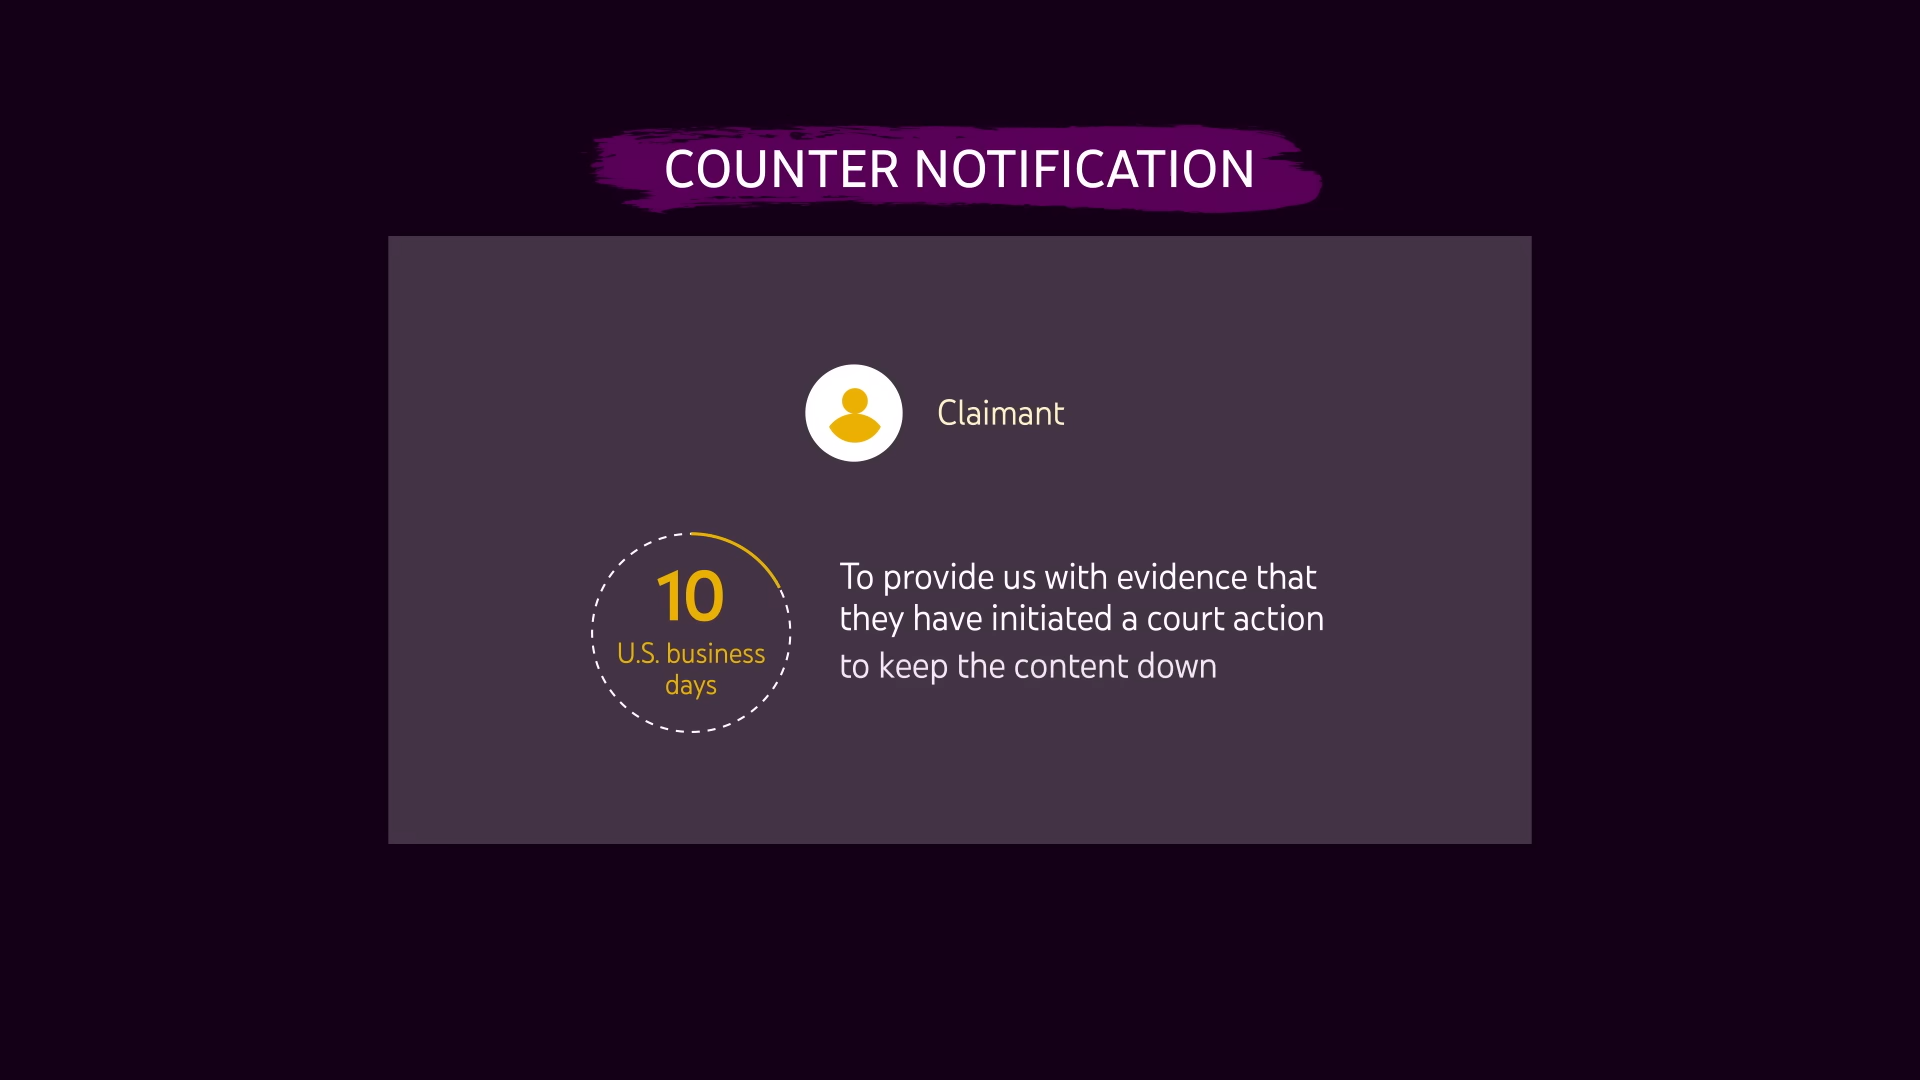 COUNTER NOTIFICATION
Claimant
10
U.S. business
days
To provide us with evidence that
they have initiated a court action
to keep the content down